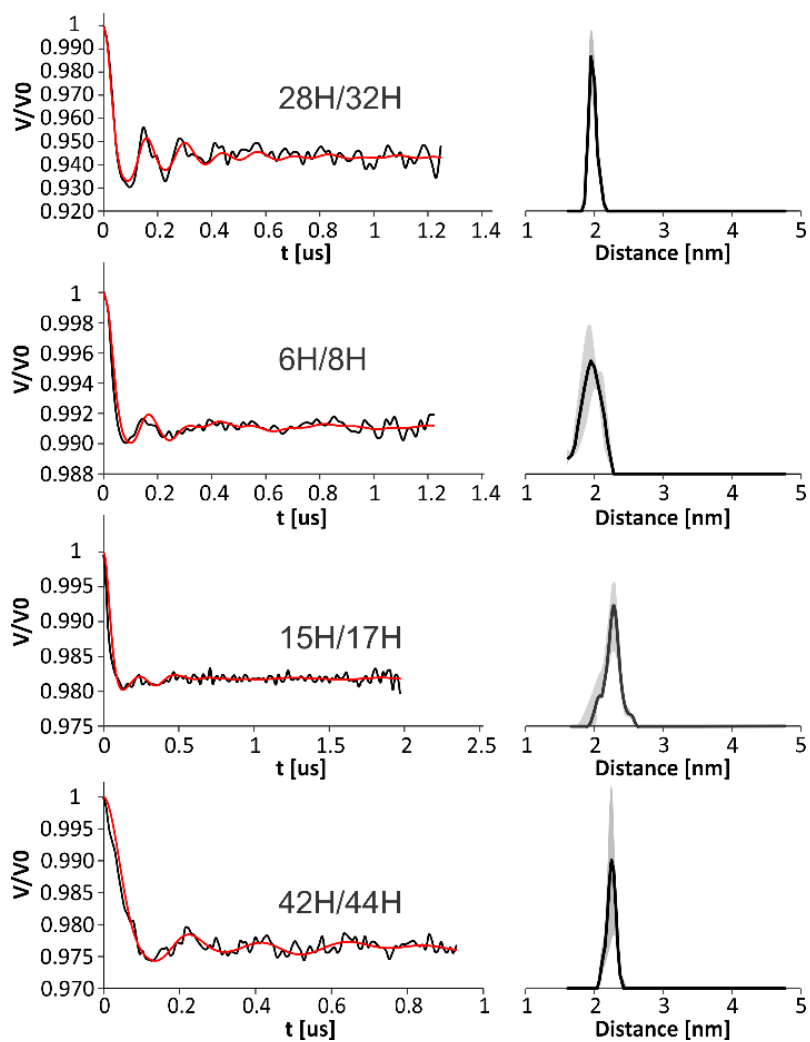 1
0.990
0.980
0.970
0.960
0.950
0.940
0.930
0.920
V/V0
28H/32H
0 0.2 0.4 0.6 0.8 1 1.2 1.4
t [us]
1 2 3 4 5
Distance [nm]
1
0.998
0.996
0.994
0.992
0.990
0.988
V/V0
6H/8H
0 0.2 0.4 0.6 0.8 1 1.2 1.4
t [us]
1 2 3 4 5
Distance [nm]
1
0.995
0.990
0.985
0.980
0.975
V/V0
15H/17H
0 0.5 1 1.5 2 2.5
t [us]
1 2 3 4 5
Distance [nm]
1
0.995
0.990
0.985
0.980
0.975
0.970
V/V0
42H/44H
0 0.2 0.4 0.6 0.8 1
t [us]
1 2 3 4 5
Distance [nm]